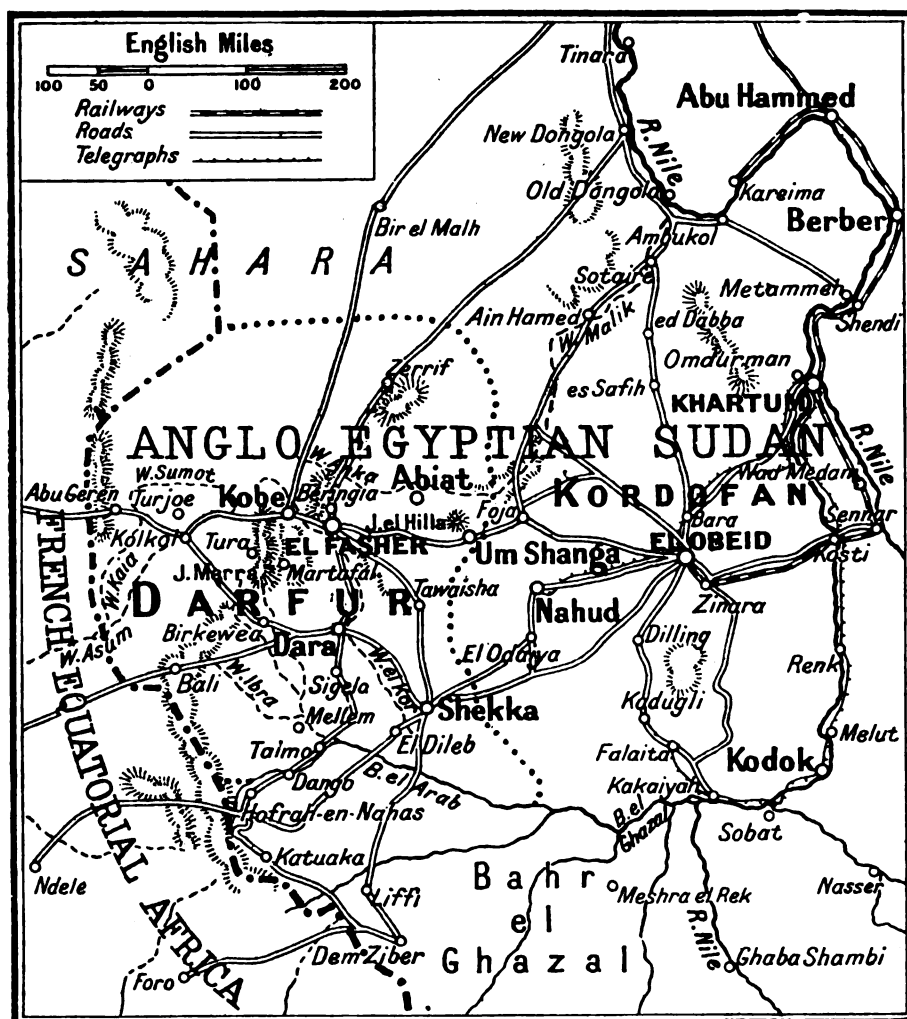 English Miles
100 50 0 100 200
Railways
Roads
Telegraphs
Tinara
Abu Hammed
New Dongola
R. Nile
Old Dongola
Kareima
Berber
Bir el Malh
Ambukol
SAHARA
Sotaire
Metammeh
Shendi
Ain Hamed
W. Malik
ed Dabba
Omdurman
Zerrif
es Safih
KHARTUM
ANGLO EGYPTIAN SUDAN
R. Nile
W. Sumot
Abiat
Wad Medani
Abu Geren
Turjoe
Kobe
Beringia
KORDOFAN
J. el Hilla
Foja
Bara
Sennar
Kolkol
Tura
EL FASHER
Um Shanga
EL OBEID
Kosti
W. Kaia
J. Marra
Martafal
Tawaisha
Zinara
DARFUR
Nahud
Birkewea
Dara
Dilling
W. Asum
El Odaiya
Renk
Bali
W. Ibra
Sigela
Shekka
Kadugli
Mellem
Melut
Talmo
El Dileb
Falaita
Kodok
Dango
B. el Arab
Kakaiyah
Hofrah-en-Nahas
B. el Ghazal
Sobat
Katuaka
Ndele
Liffi
Bahr
el
Ghazal
Meshra el Rek
Nasser
R. Nile
Dem Ziber
Ghaba Shambi
Foro
FRENCH EQUATORIAL AFRICA